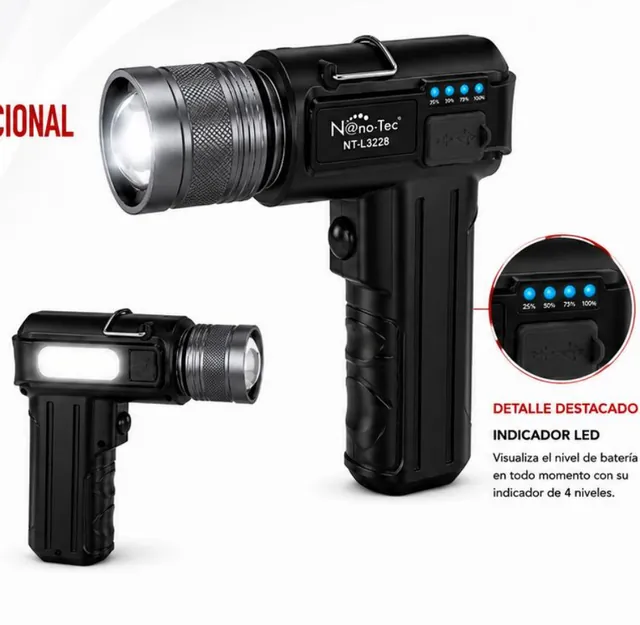 CIONAL
25% 50% 75% 100%
N@no-Tec®
NT-L3228
25% 50% 75% 100%
DETALLE DESTACADO
INDICADOR LED
Visualiza el nivel de batería
en todo momento con su
indicador de 4 niveles.